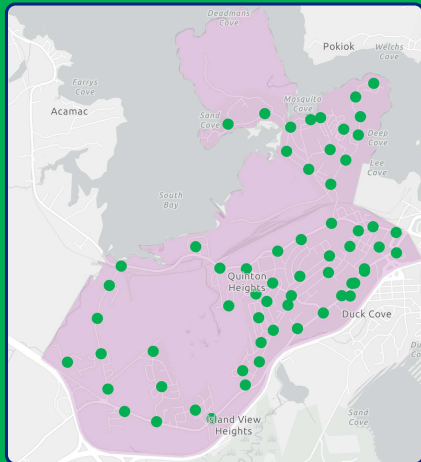 Deadmans
Cove
Pokiok
Welchs
Cove
Farrys
Cove
Acamac
Mosquito
Cove
Sand
Cove
Deep
Cove
Lee
Cove
South
Bay
Quinton
Heights
Duck Cove
Sand
Cove
Island View
Heights